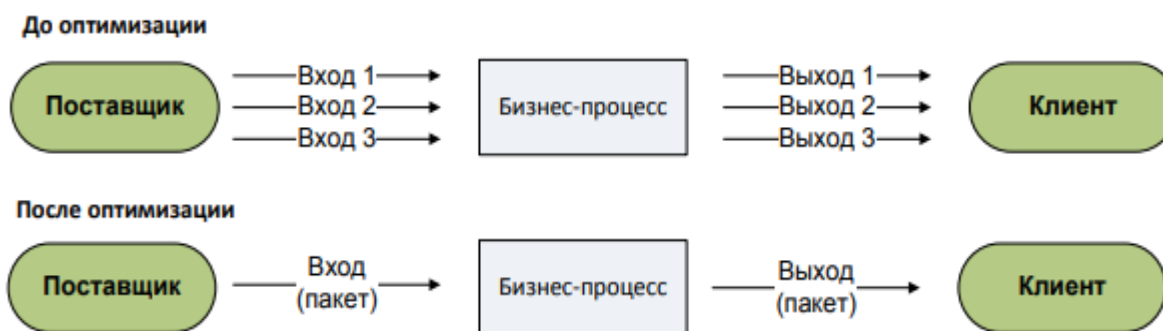 До оптимизации
Поставщик
Вход 1
Вход 2
Вход 3
Бизнес-процесс
Выход 1
Выход 2
Выход 3
Клиент
После оптимизации
Поставщик
Вход
(пакет)
Бизнес-процесс
Выход
(пакет)
Клиент